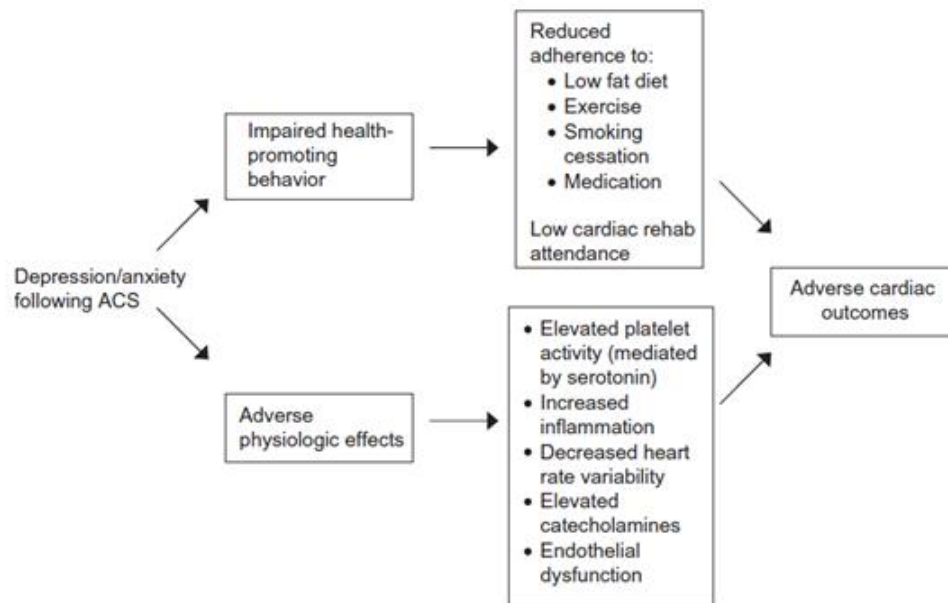 Depression/anxiety
following ACS
Impaired health-
promoting
behavior
Reduced
adherence to:
• Low fat diet
• Exercise
• Smoking
cessation
• Medication
Low cardiac rehab
attendance
Adverse
physiologic effects
• Elevated platelet
activity (mediated
by serotonin)
• Increased
inflammation
• Decreased heart
rate variability
• Elevated
catecholamines
• Endothelial
dysfunction
Adverse cardiac
outcomes